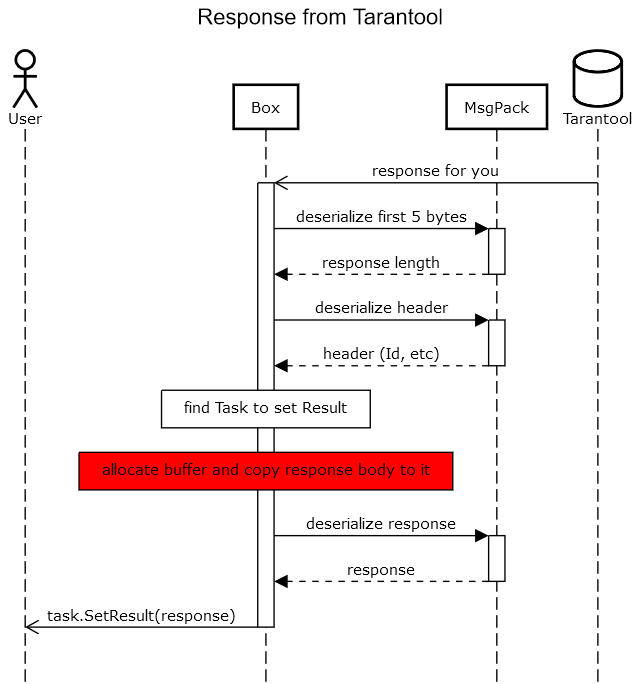 Response from Tarantool
User
Box
MsgPack
Tarantool
response for you
deserialize first 5 bytes
response length
deserialize header
header (Id, etc)
find Task to set Result
allocate buffer and copy response body to it
deserialize response
response
task.SetResult(response)